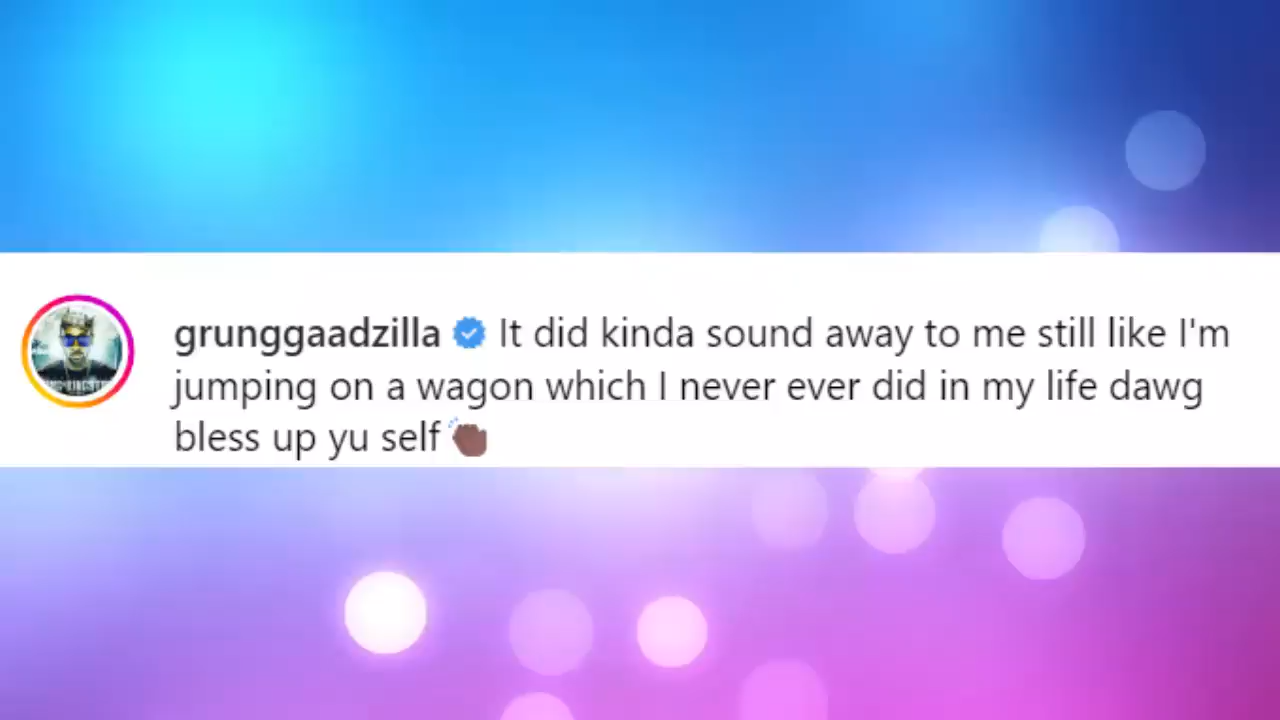 grunggaadzilla It did kinda sound away to me still like I'm
jumping on a wagon which I never ever did in my life dawg
bless up yu self 👏🏿